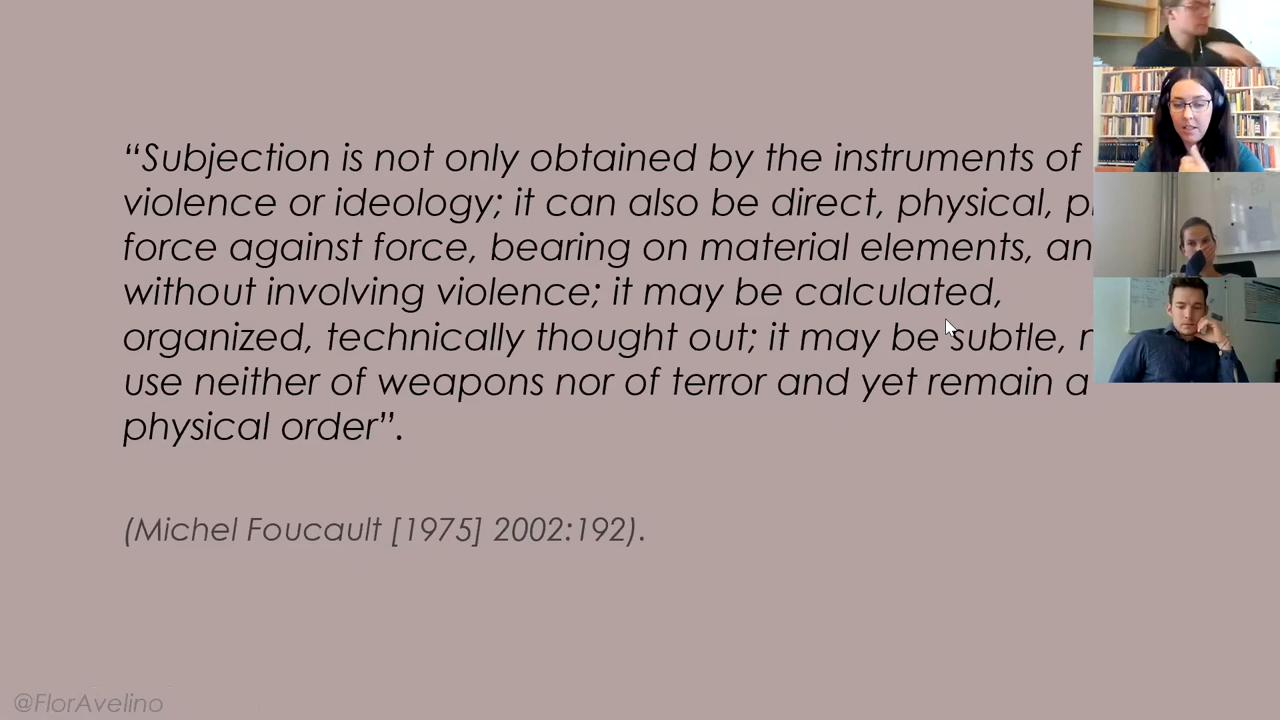 “Subjection is not only obtained by the instruments of
violence or ideology; it can also be direct, physical,
force against force, bearing on material elements,
without involving violence; it may be calculated,
organized, technically thought out; it may be subtle,
use neither of weapons nor of terror and yet remain
physical order”.
(Michel Foucault [1975] 2002:192).
@FlorAvelino